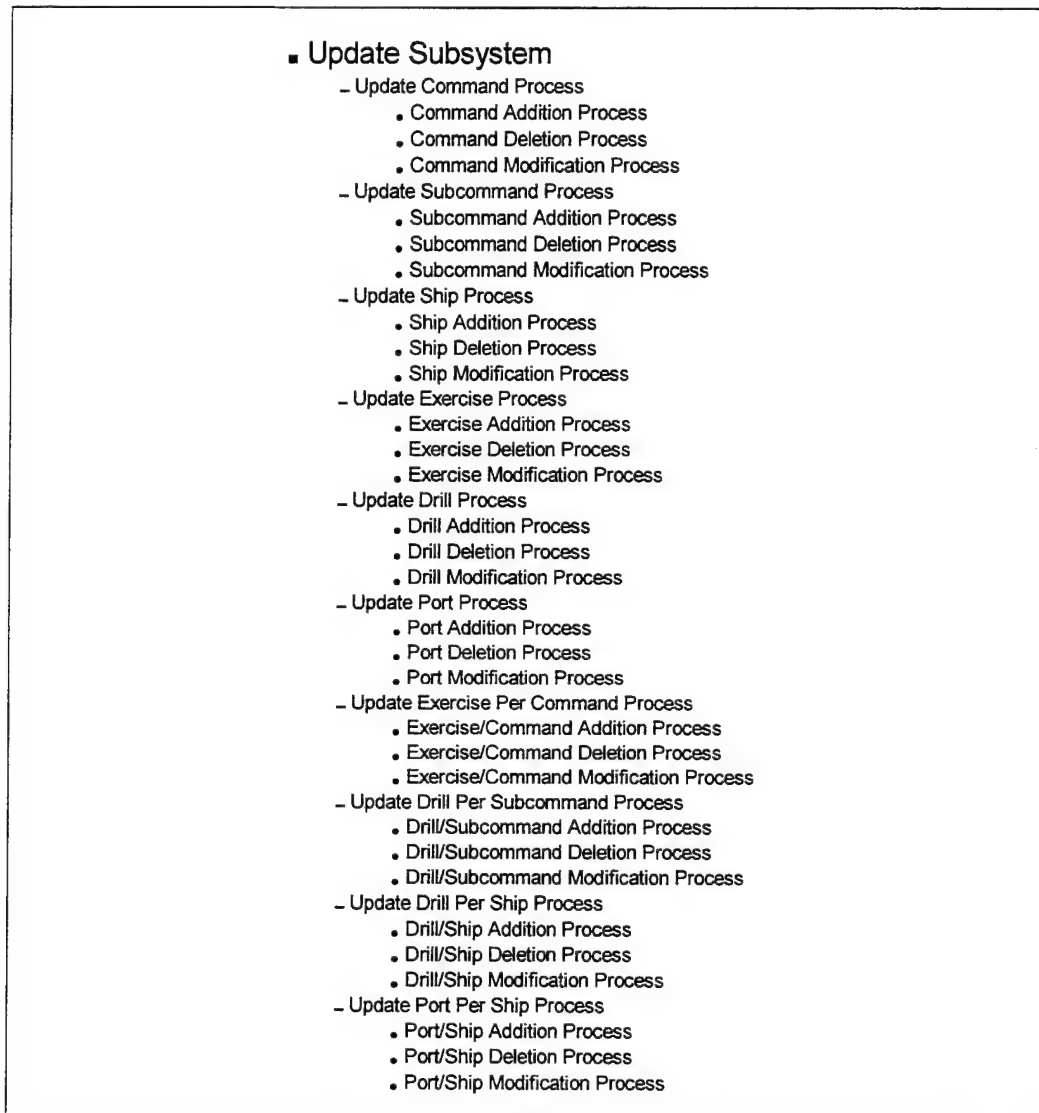 ▪ Update Subsystem
– Update Command Process
• Command Addition Process
• Command Deletion Process
• Command Modification Process
– Update Subcommand Process
• Subcommand Addition Process
• Subcommand Deletion Process
• Subcommand Modification Process
– Update Ship Process
• Ship Addition Process
• Ship Deletion Process
• Ship Modification Process
– Update Exercise Process
• Exercise Addition Process
• Exercise Deletion Process
• Exercise Modification Process
– Update Drill Process
• Drill Addition Process
• Drill Deletion Process
• Drill Modification Process
– Update Port Process
• Port Addition Process
• Port Deletion Process
• Port Modification Process
– Update Exercise Per Command Process
• Exercise/Command Addition Process
• Exercise/Command Deletion Process
• Exercise/Command Modification Process
– Update Drill Per Subcommand Process
• Drill/Subcommand Addition Process
• Drill/Subcommand Deletion Process
• Drill/Subcommand Modification Process
– Update Drill Per Ship Process
• Drill/Ship Addition Process
• Drill/Ship Deletion Process
• Drill/Ship Modification Process
– Update Port Per Ship Process
• Port/Ship Addition Process
• Port/Ship Deletion Process
• Port/Ship Modification Process